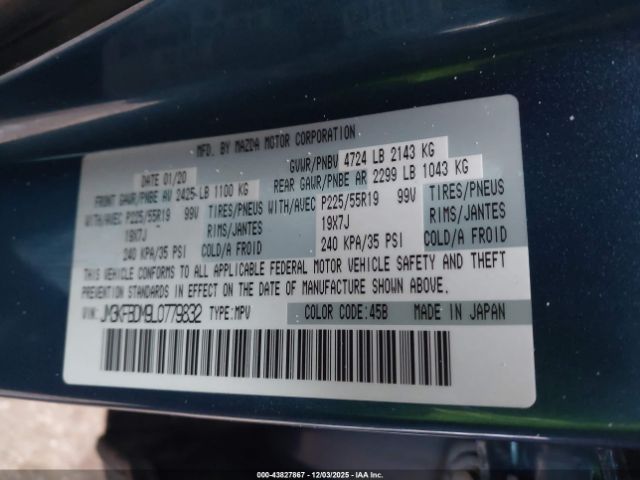 MFD. BY MAZDA MOTOR CORPORATION
DATE 01/20 GVWR/PNBV 4724 LB 2143 KG
FRONT GAWR/PNBE AV 2425 LB 1100 KG REAR GAWR/PNBE AR 2299 LB 1043 KG
WITH/AVEC P225/55R19 99V TIRES/PNEUS WITH/AVEC P225/55R19 99V TIRES/PNEUS
19X7J RIMS/JANTES 19X7J RIMS/JANTES
240 KPA/35 PSI COLD/A FROID 240 KPA/35 PSI COLD/A FROID
THIS VEHICLE CONFORMS TO ALL APPLICABLE FEDERAL MOTOR VEHICLE SAFETY AND THEFT
PREVENTION STANDARDS IN EFFECT ON THE DATE OF MANUFACTURE SHOWN ABOVE.
VIN: JM3KFBDM9L0779832 TYPE: MPV COLOR CODE: 45B MADE IN JAPAN
000-43827867 - 12/03/2025 - IAA Inc.